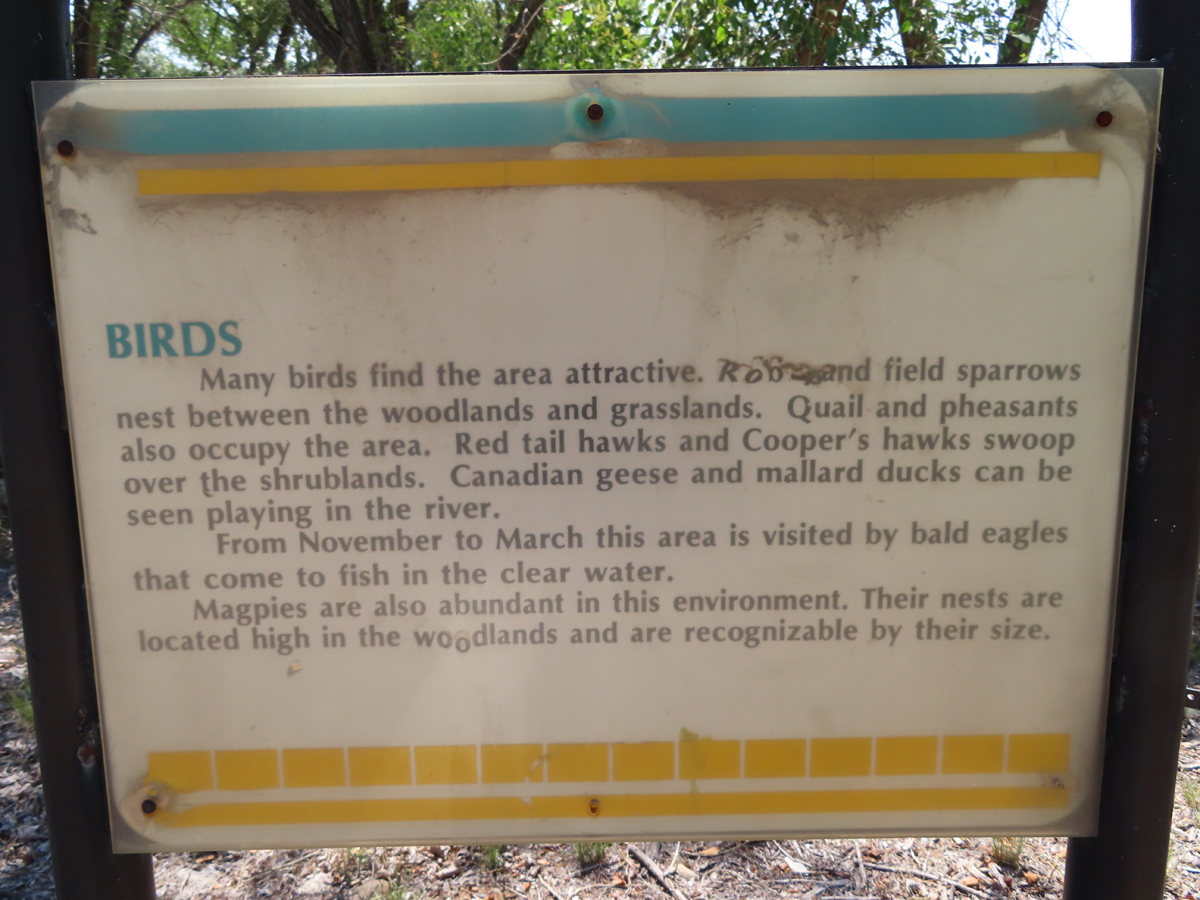 BIRDS
Many birds find the area attractive. and field sparrows
nest between the woodlands and grasslands. Quail and pheasants
also occupy the area. Red tail hawks and Cooper's hawks swoop
over the shrublands. Canadian geese and mallard ducks can be
seen playing in the river.
From November to March this area is visited by bald eagles
that come to fish in the clear water.
Magpies are also abundant in this environment. Their nests are
located high in the woodlands and are recognizable by their size.